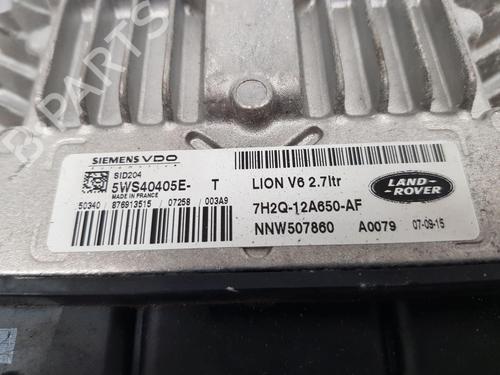 B-PARTS
SIEMENS VDO
automotive
SID204
5WS40405E- T
MADE IN FRANCE
50340 876913515 07258 003A9
LION V6 2.7ltr
7H2Q-12A650-AF
NNW507860 A0079 07-09-15
LAND-
ROVER